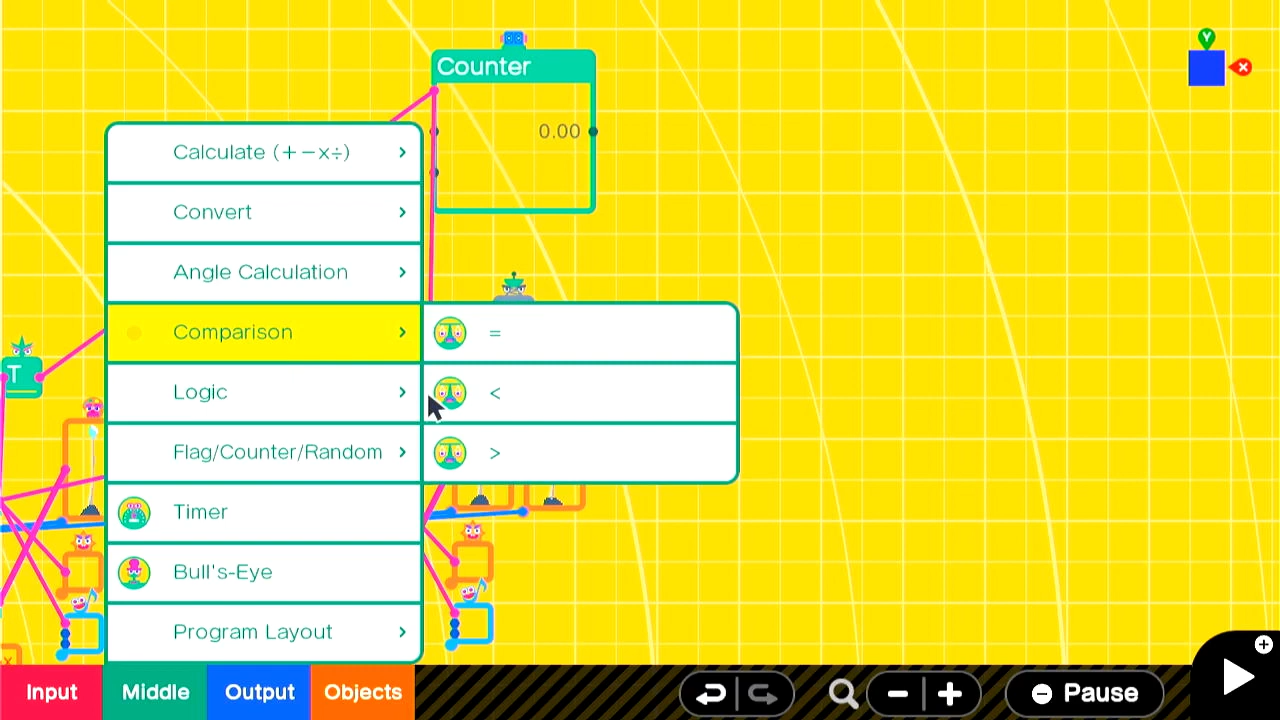 Counter
0.00
Y
X
Calculate (+−x÷)
Convert
Angle Calculation
Comparison
=
Logic
<
Flag/Counter/Random
>
Timer
Bull's-Eye
Program Layout
T
Input
Middle
Output
Objects
Pause